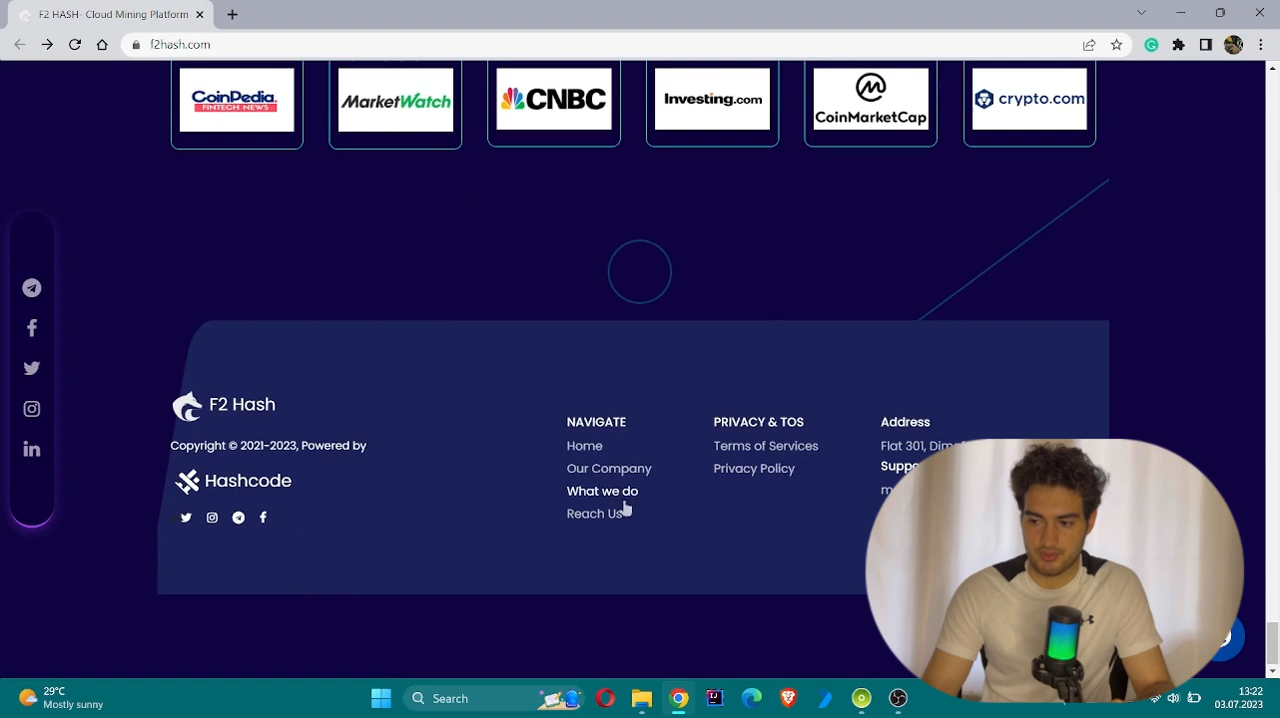 F2 HASH- Cloud Mining Platform
f2hash.com
CoinPedia
FINTECH NEWS
MarketWatch
CNBC
Investing.com
CoinMarketCap
crypto.com
F2 Hash
Copyright © 2021-2023, Powered by
Hashcode
NAVIGATE
Home
Our Company
What we do
Reach Us
PRIVACY & TOS
Terms of Services
Privacy Policy
Address
Flat 301,
29°C
Mostly sunny
Search
13:22
03.07.2023